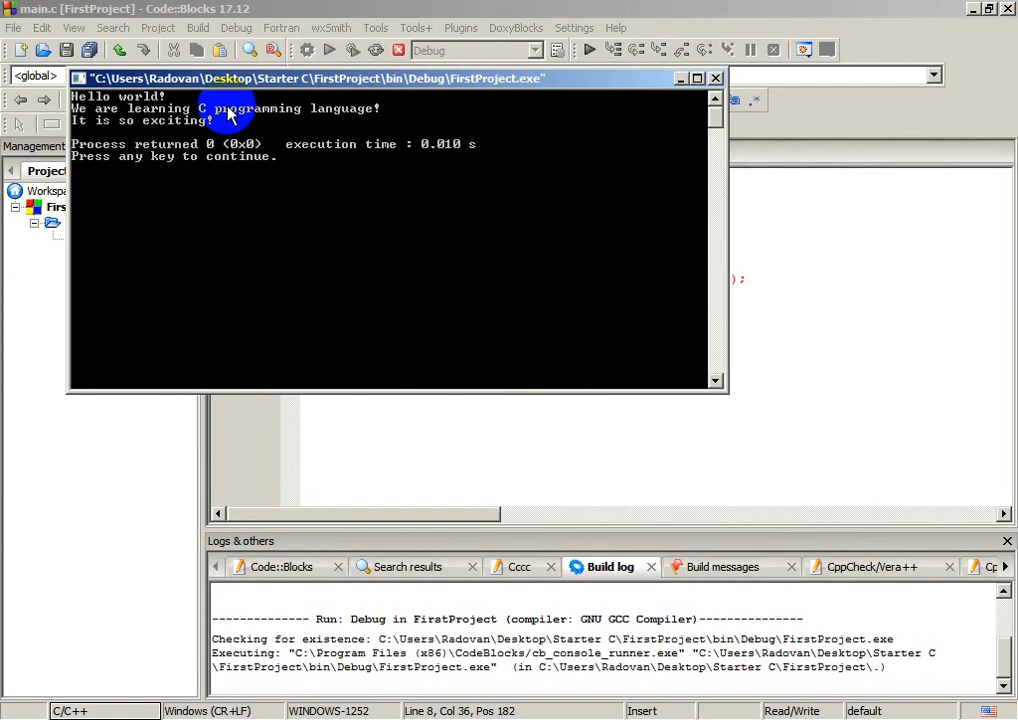 main.c [FirstProject] - Code::Blocks 17.12
File Edit View Search Project Build Debug Fortran wxSmith Tools Tools+ Plugins DoxyBlocks Settings Help
Debug
<global>
"C:\Users\Radovan\Desktop\Starter C\FirstProject\bin\Debug\FirstProject.exe"
Hello world!
We are learning C programming language!
It is so exciting!
Process returned 0 (0x0) execution time : 0.010 s
Press any key to continue.
Management
Project
Worksp
Firs
);
Logs & others
Code::Blocks
Search results
Cccc
Build log
Build messages
CppCheck/Vera++
Cp
-------------- Run: Debug in FirstProject (compiler: GNU GCC Compiler)---------------
Checking for existence: C:\Users\Radovan\Desktop\Starter C\FirstProject\bin\Debug\FirstProject.exe
Executing: "C:\Program Files (x86)\CodeBlocks/cb_console_runner.exe" "C:\Users\Radovan\Desktop\Starter C
\FirstProject\bin\Debug\FirstProject.exe" (in C:\Users\Radovan\Desktop\Starter C\FirstProject\.)
C/C++ Windows (CR+LF) WINDOWS-1252 Line 8, Col 36, Pos 182 Insert Read/Write default